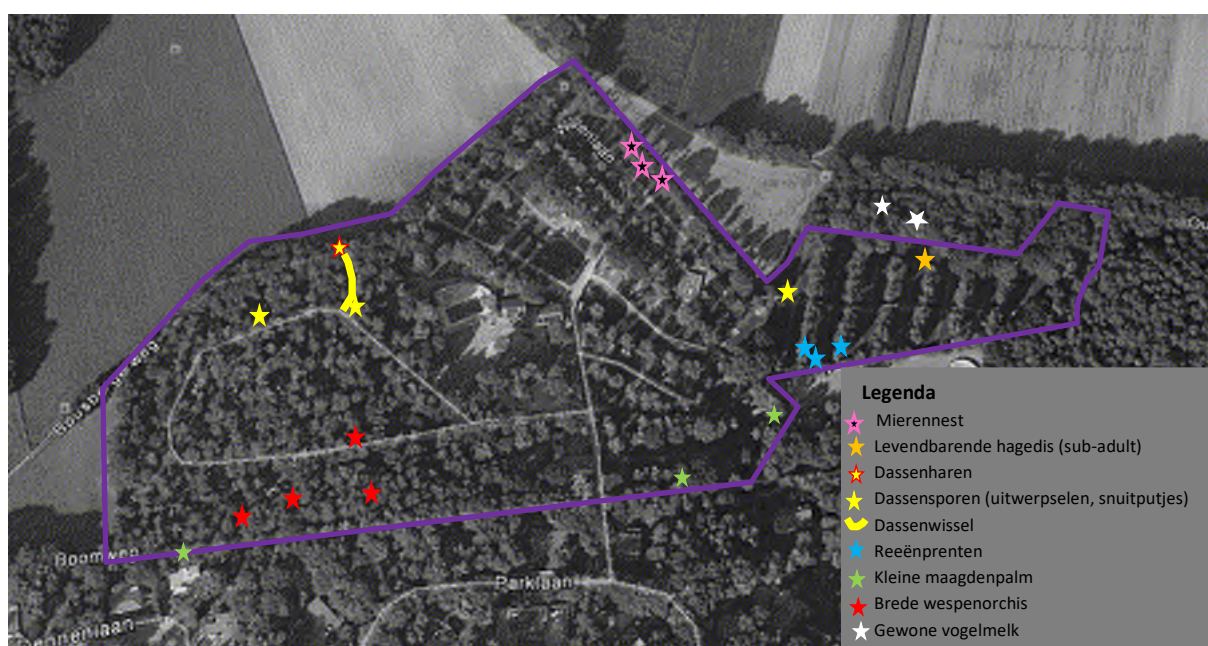 Boomweg
Parklaan
Legenda
Mierennest
Levendbarende hagedis (sub-adult)
Dassenharen
Dassensporen (uitwerpselen, snuitputjes)
Dassenwissel
Reeënprenten
Kleine maagdenpalm
Brede wespenorchis
Gewone vogelmelk